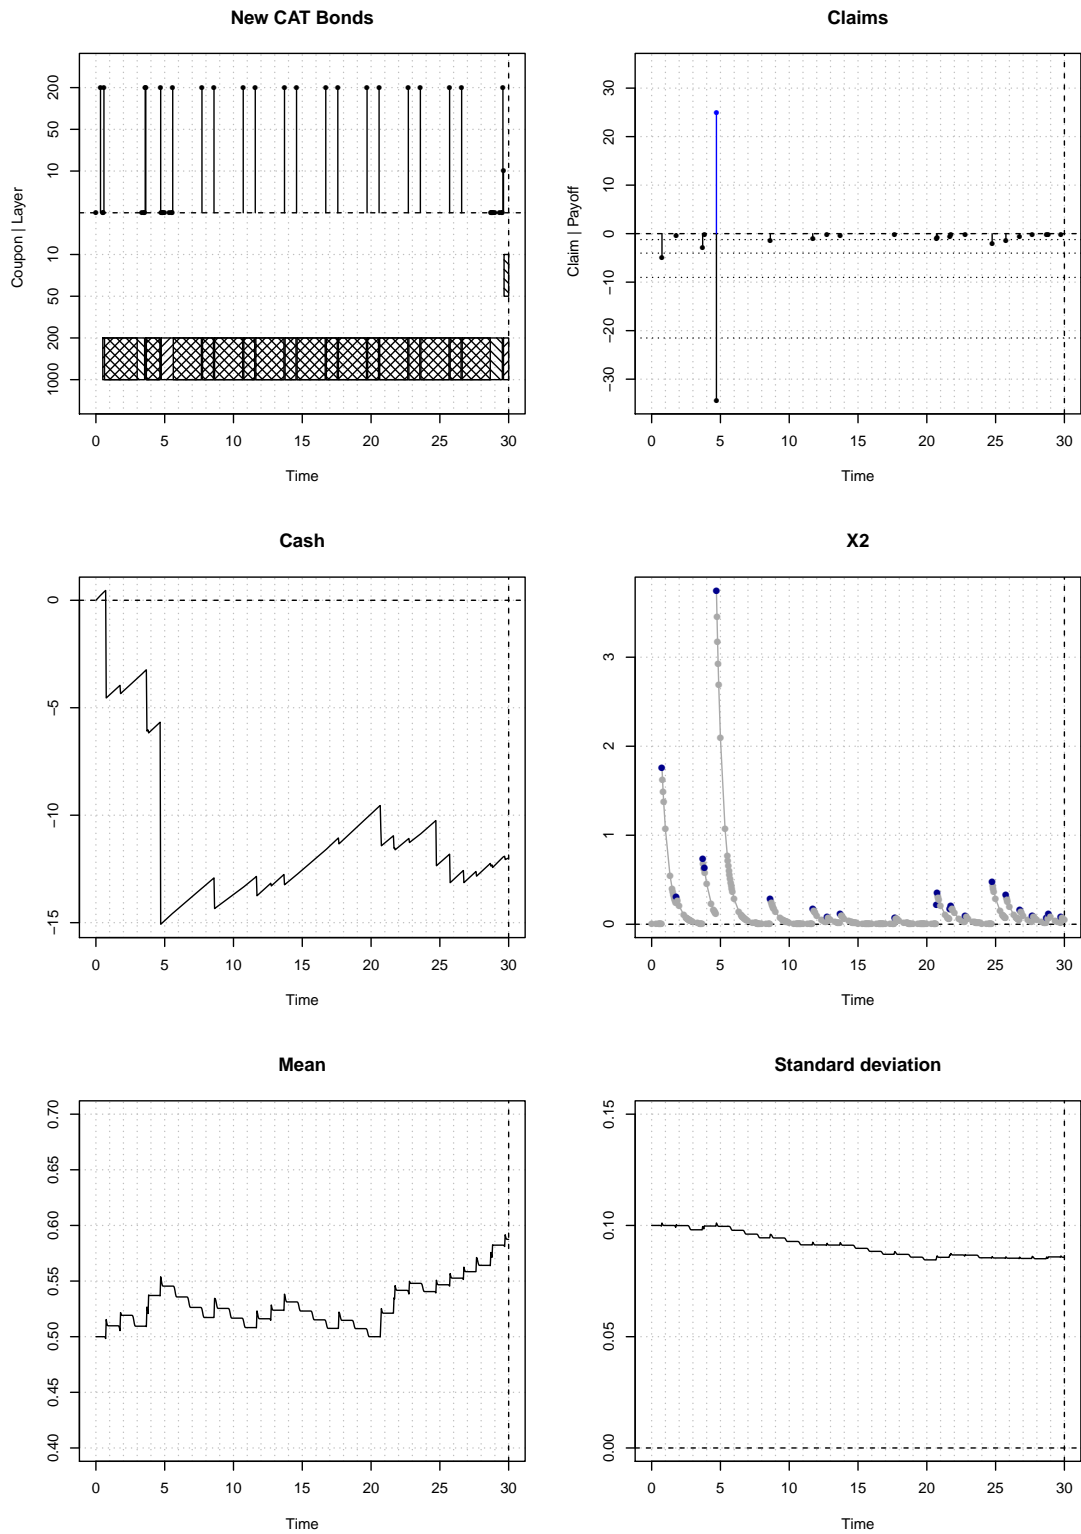 New CAT Bonds
Coupon | Layer
200
50
10
10
50
200
1000
0 5 10 15 20 25 30
Time
Claims
Claim | Payoff
30
20
10
0
−10
−20
−30
0 5 10 15 20 25 30
Time
Cash
0
−5
−10
−15
0 5 10 15 20 25 30
Time
X2
3
2
1
0
0 5 10 15 20 25 30
Time
Mean
0.70
0.65
0.60
0.55
0.50
0.45
0.40
0 5 10 15 20 25 30
Time
Standard deviation
0.15
0.10
0.05
0.00
0 5 10 15 20 25 30
Time